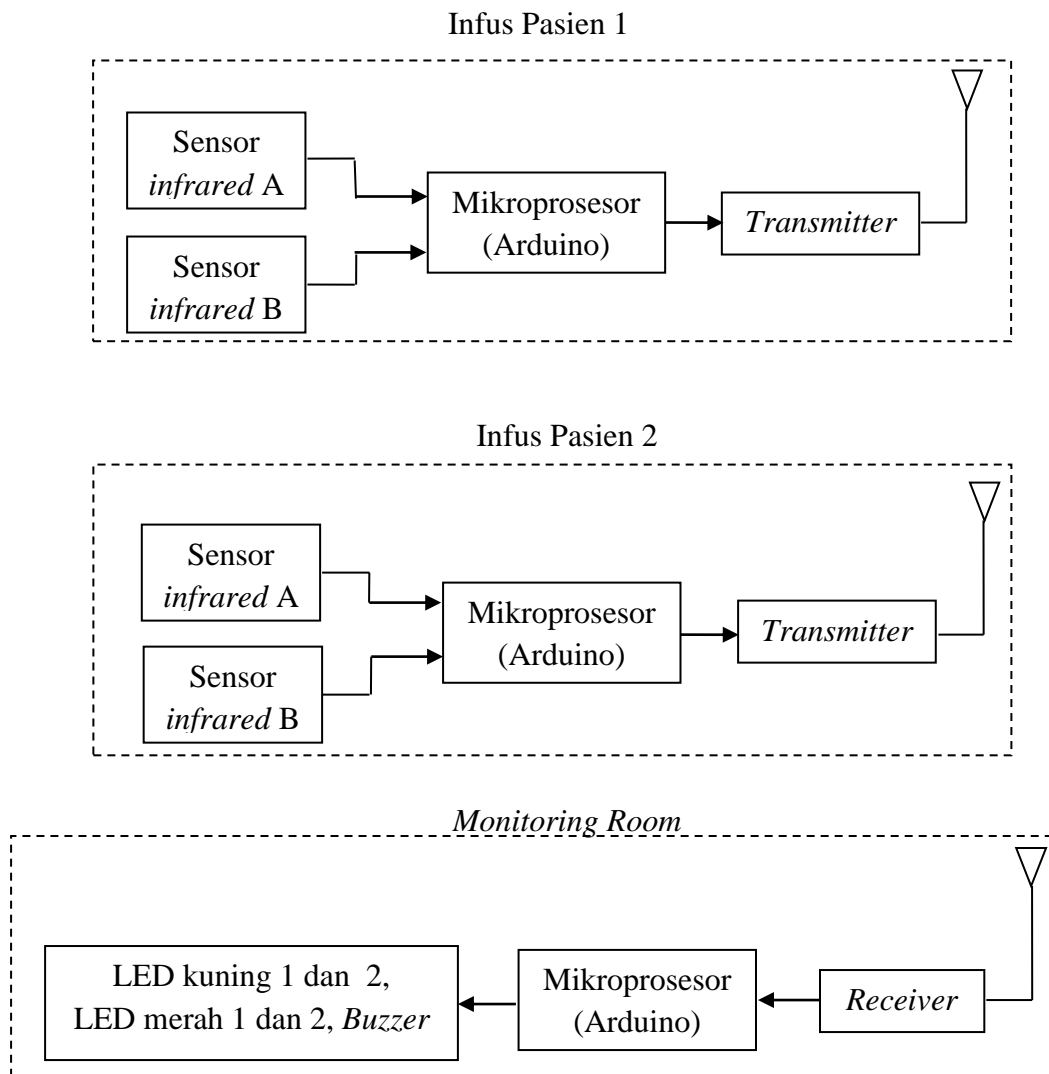 Infus Pasien 1
Sensor
infrared A
Mikroprosesor
(Arduino)
Transmitter
Sensor
infrared B
Infus Pasien 2
Sensor
infrared A
Mikroprosesor
(Arduino)
Transmitter
Sensor
infrared B
Monitoring Room
LED kuning 1 dan 2,
LED merah 1 dan 2, Buzzer
Mikroprosesor
(Arduino)
Receiver